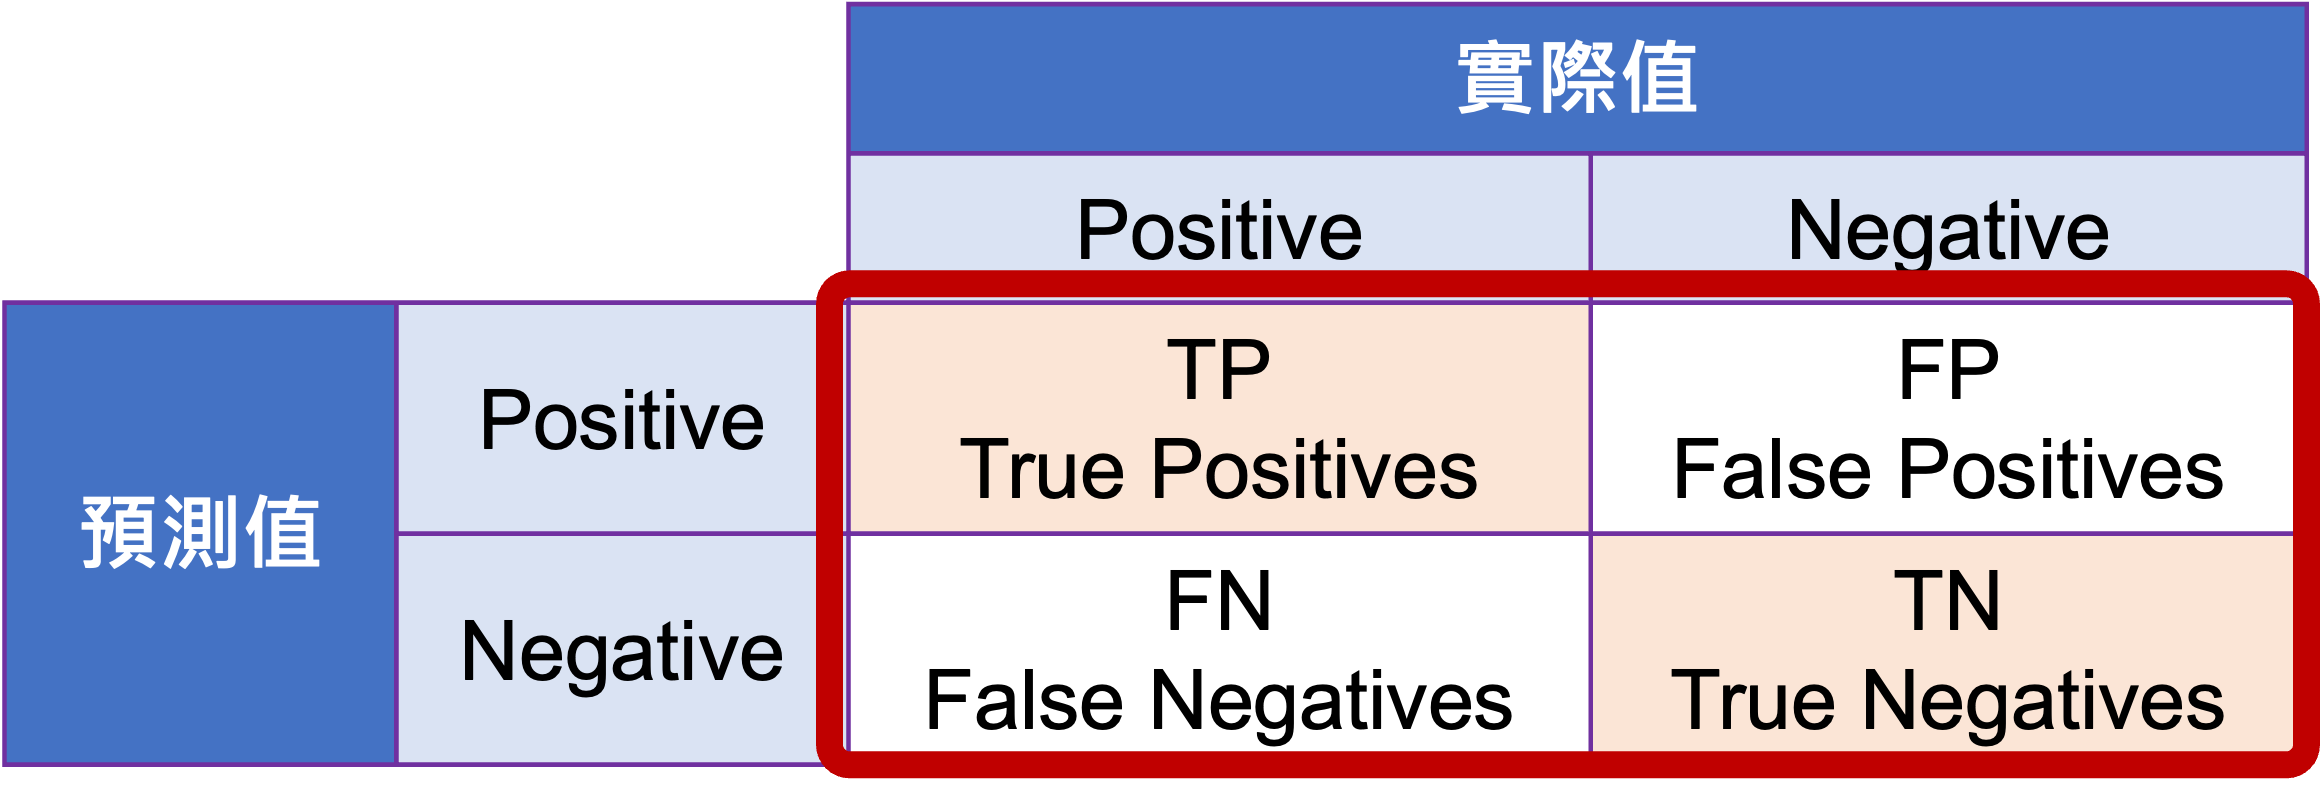 實際值
Positive
Negative
預測值
Positive
TP
True Positives
FP
False Positives
Negative
FN
False Negatives
TN
True Negatives